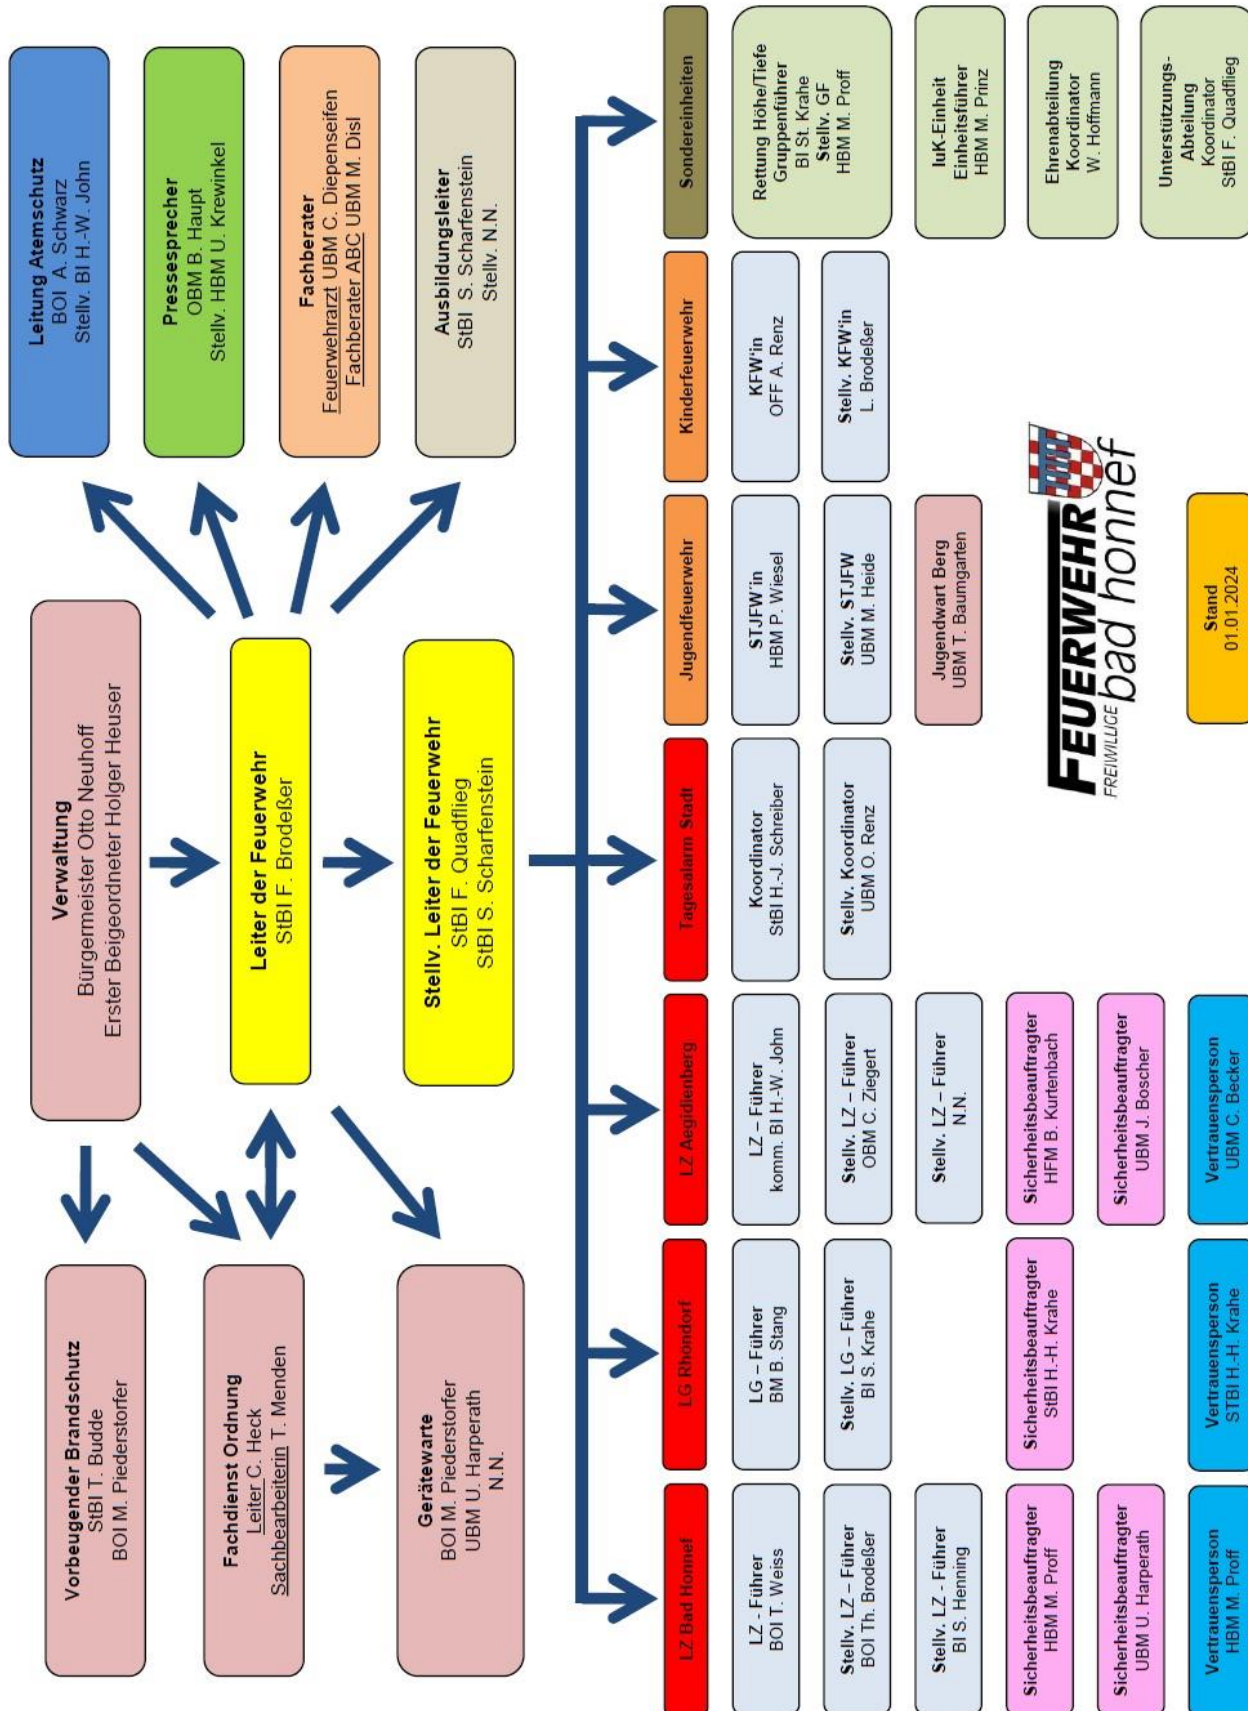 Verwaltung
Bürgermeister Otto Neuhoff
Erster Beigeordneter Holger Heuser
Vorbeugender Brandschutz
StBI T. Budde
BOI M. Piederstorfer
Fachdienst Ordnung
Leiter C. Heck
Sachbearbeiterin T. Menden
Gerätewarte
BOI M. Piederstorfer
UBM U. Harperath
N.N.
Leiter der Feuerwehr
StBI F. Brodeßer
Stellv. Leiter der Feuerwehr
StBI F. Quadflieg
StBI S. Scharfenstein
Leitung Atemschutz
BOI A. Schwarz
Stellv. BI H.-W. John
Pressesprecher
OBM B. Haupt
Stellv. HBM U. Krewinkel
Fachberater
Feuerwehrarzt UBM C. Diepenseifen
Fachberater ABC UBM M. Disl
Ausbildungsleiter
StBI S. Scharfenstein
Stellv. N.N.
LZ Bad Honnef
LZ - Führer
BOI T. Weiss
Stellv. LZ – Führer
BOI Th. Brodeßer
Stellv. LZ - Führer
BI S. Henning
Sicherheitsbeauftragter
HBM M. Proff
Sicherheitsbeauftragter
UBM U. Harperath
Vertrauensperson
HBM M. Proff
LG Rhöndorf
LG – Führer
BM B. Stang
Stellv. LG – Führer
BI S. Krahe
Sicherheitsbeauftragter
StBI H.-H. Krahe
Vertrauensperson
STBI H.-H. Krahe
LZ Aegidienberg
LZ – Führer
komm. BI H.-W. John
Stellv. LZ – Führer
OBM C. Ziegert
Stellv. LZ – Führer
N.N.
Sicherheitsbeauftragter
HFM B. Kurtenbach
Sicherheitsbeauftragter
UBM J. Boscher
Vertrauensperson
UBM C. Becker
Tagesalarm Stadt
Koordinator
StBI H.-J. Schreiber
Stellv. Koordinator
UBM O. Renz
Jugendfeuerwehr
STJFW'in
HBM P. Wiesel
Stellv. STJFW
UBM M. Heide
Jugendwart Berg
UBM T. Baumgarten
Kinderfeuerwehr
KFW'in
OFF A. Renz
Stellv. KFW'in
L. Brodeßer
Sondereinheiten
Rettung Höhe/Tiefe
Gruppenführer
BI St. Krahe
Stellv. GF
HBM M. Proff
IuK-Einheit
Einheitsführer
HBM M. Prinz
Ehrenabteilung
Koordinator
W. Hoffmann
Unterstützungs-
Abteilung
Koordinator
StBI F. Quadflieg
FEUERWEHR
FREIWILLIGE bad honnef
Stand
01.01.2024